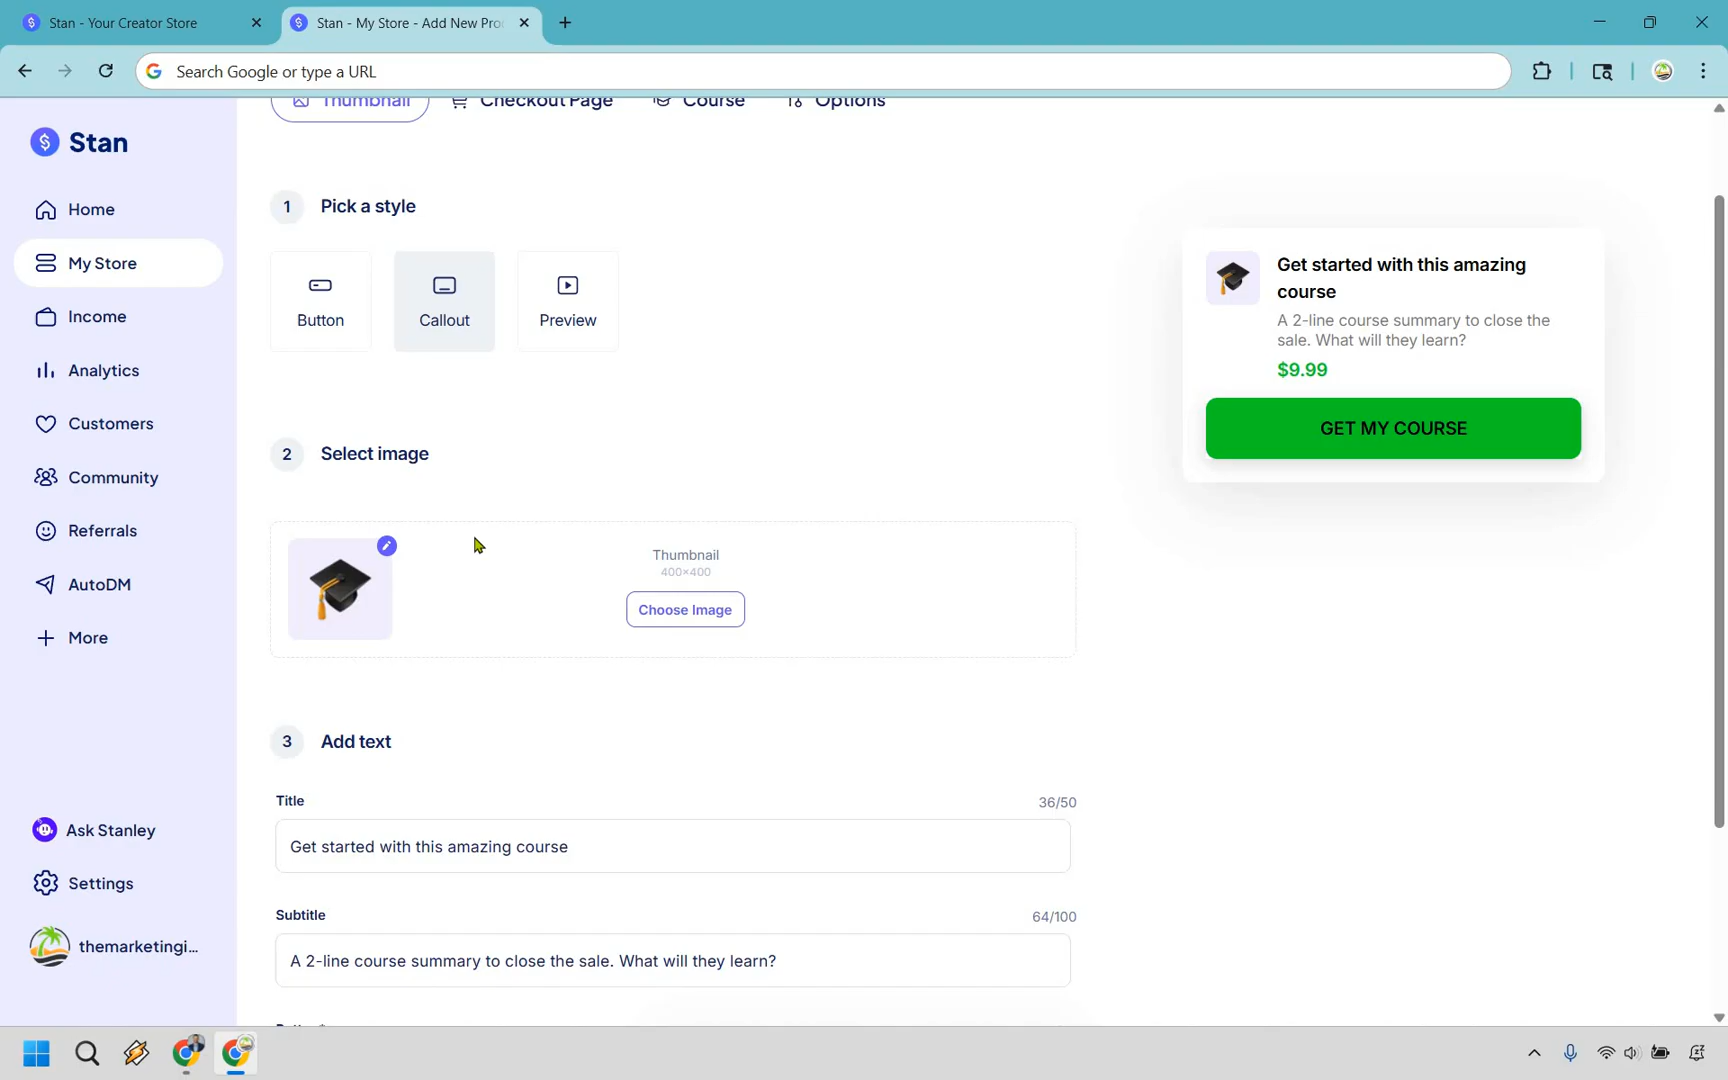 Stan - Your Creator Store
Stan - My Store - Add New Pro
Search Google or type a URL
Thumbnail
Checkout Page
Course
Options
Stan
Home
My Store
Income
Analytics
Customers
Community
Referrals
AutoDM
More
Ask Stanley
Settings
themarketingi...
1 Pick a style
Button
Callout
Preview
2 Select image
Thumbnail
400×400
Choose Image
3 Add text
Title
36/50
Get started with this amazing course
Subtitle
64/100
A 2-line course summary to close the sale. What will they learn?
Get started with this amazing
course
A 2-line course summary to close the
sale. What will they learn?
$9.99
GET MY COURSE